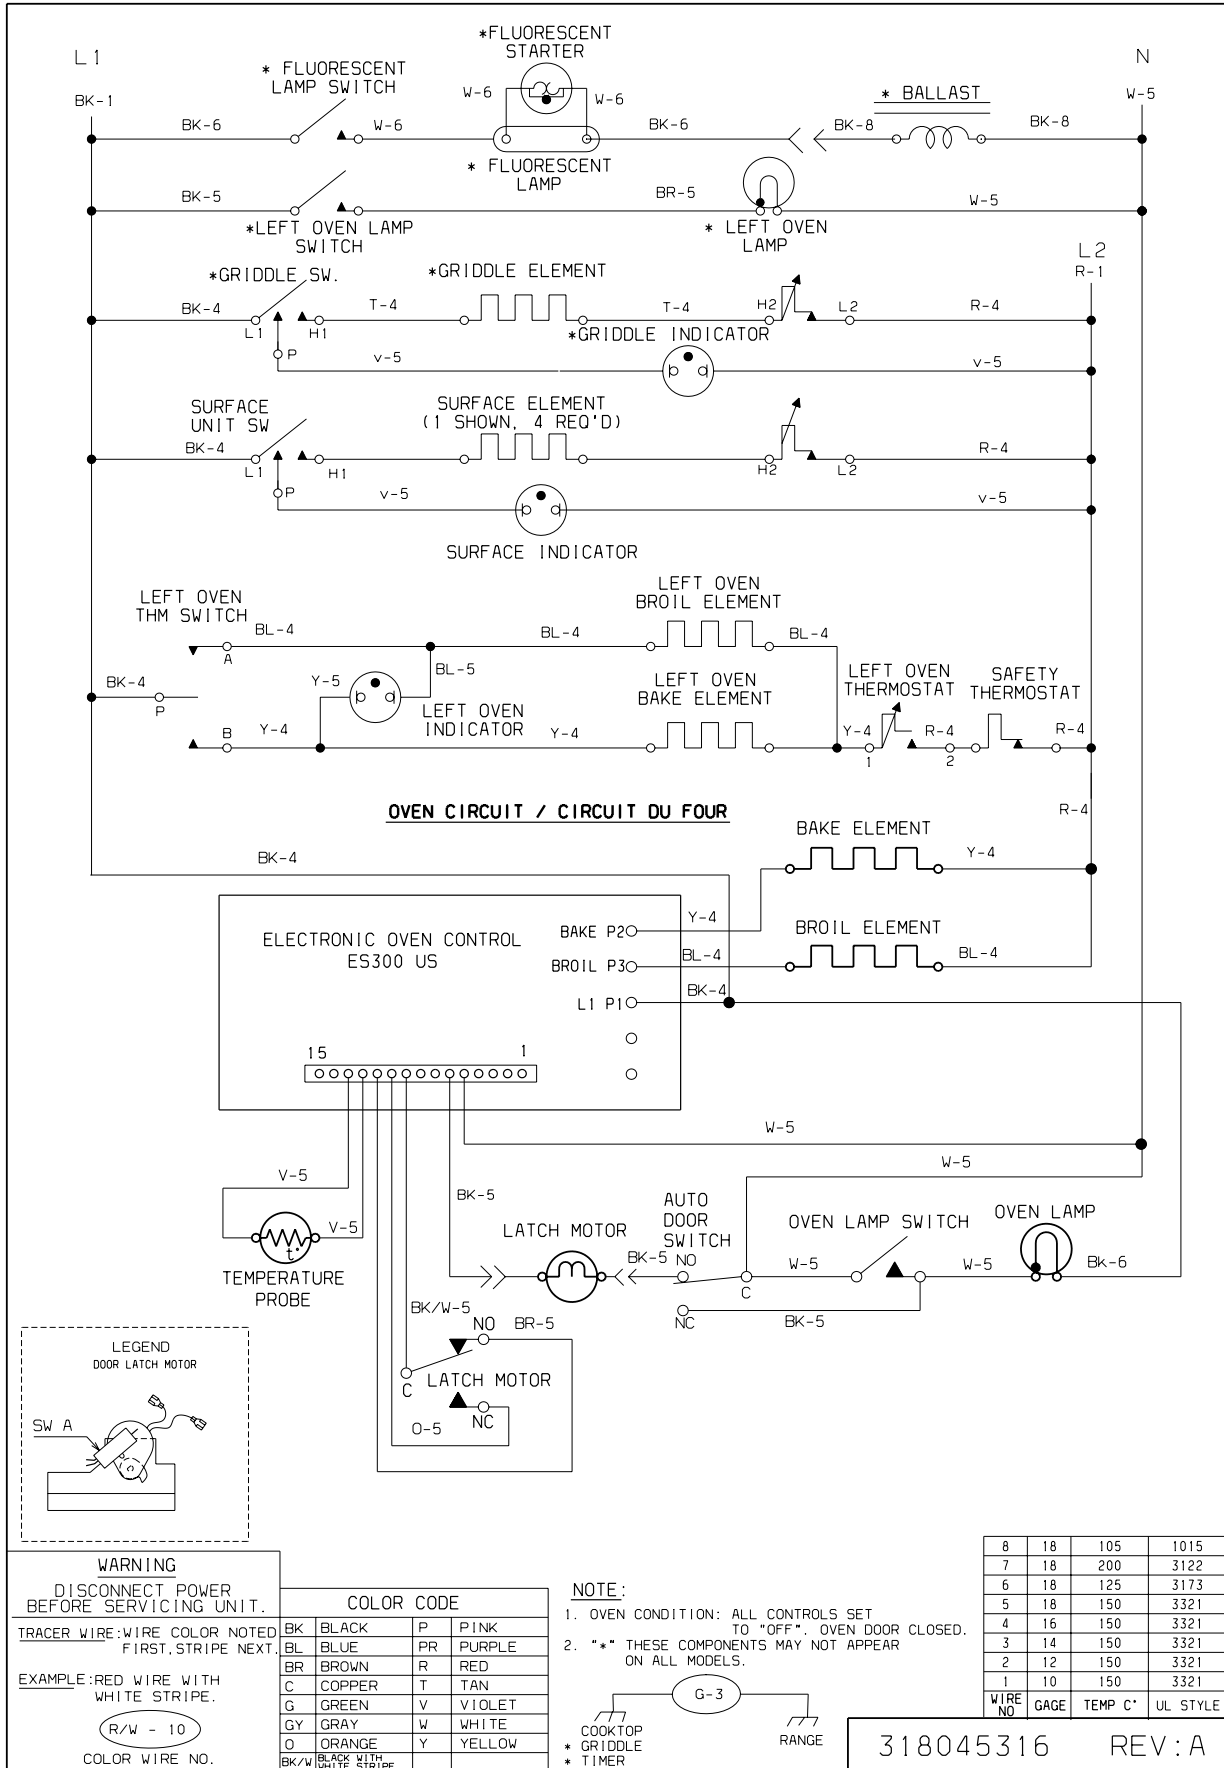 L1
N
BK-1
W-5
*FLUORESCENT
STARTER
* FLUORESCENT
LAMP SWITCH
W-6
W-6
* BALLAST
BK-6
W-6
BK-6
BK-8
BK-8
* FLUORESCENT
LAMP
BK-5
BR-5
W-5
*LEFT OVEN LAMP
SWITCH
* LEFT OVEN
LAMP
L2
R-1
*GRIDDLE SW.
*GRIDDLE ELEMENT
BK-4
T-4
T-4
H2
L2
R-4
L1
H1
P
*GRIDDLE INDICATOR
v-5
v-5
SURFACE
UNIT SW
SURFACE ELEMENT
(1 SHOWN, 4 REQ'D)
BK-4
R-4
L1
H1
H2
L2
P
v-5
v-5
SURFACE INDICATOR
LEFT OVEN
THM SWITCH
LEFT OVEN
BROIL ELEMENT
BL-4
BL-4
BL-4
A
BL-5
BK-4
P
Y-5
LEFT OVEN
INDICATOR
LEFT OVEN
BAKE ELEMENT
LEFT OVEN
THERMOSTAT
SAFETY
THERMOSTAT
B
Y-4
Y-4
Y-4
R-4
R-4
1
2
OVEN CIRCUIT / CIRCUIT DU FOUR
R-4
BAKE ELEMENT
BK-4
Y-4
ELECTRONIC OVEN CONTROL
ES300 US
BAKE P2
Y-4
BROIL ELEMENT
BROIL P3
BL-4
BL-4
L1 P1
BK-4
15
1
W-5
W-5
V-5
V-5
BK-5
TEMPERATURE
PROBE
t°
LATCH MOTOR
AUTO
DOOR
SWITCH
BK-5
NO
C
NC
OVEN LAMP SWITCH
OVEN LAMP
W-5
W-5
BK-6
BK-5
BK/W-5
NO
BR-5
C
LATCH MOTOR
NC
O-5
LEGEND
DOOR LATCH MOTOR
SW A
WARNING
DISCONNECT POWER
BEFORE SERVICING UNIT.
TRACER WIRE:WIRE COLOR NOTED
FIRST,STRIPE NEXT.
EXAMPLE:RED WIRE WITH
WHITE STRIPE.
R/W - 10
COLOR WIRE NO.
COLOR CODE
BK BLACK P PINK
BL BLUE PR PURPLE
BR BROWN R RED
C COPPER T TAN
G GREEN V VIOLET
GY GRAY W WHITE
O ORANGE Y YELLOW
BK/W BLACK WITH
WHITE STRIPE
NOTE:
1. OVEN CONDITION: ALL CONTROLS SET
TO "OFF". OVEN DOOR CLOSED.
2. "*" THESE COMPONENTS MAY NOT APPEAR
ON ALL MODELS.
G-3
COOKTOP
* GRIDDLE
* TIMER
RANGE
8 18 105 1015
7 18 200 3122
6 18 125 3173
5 18 150 3321
4 16 150 3321
3 14 150 3321
2 12 150 3321
1 10 150 3321
WIRE NO GAGE TEMP C° UL STYLE
318045316 REV:A